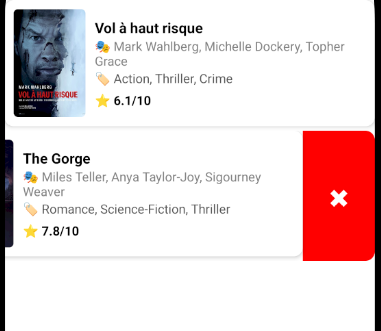 Vol à haut risque
🎭 Mark Wahlberg, Michelle Dockery, Topher
Grace
🏷️ Action, Thriller, Crime
⭐ 6.1/10
MARK WAHLBERG
VOL À HAUT RISQUE
The Gorge
🎭 Miles Teller, Anya Taylor-Joy, Sigourney
Weaver
🏷️ Romance, Science-Fiction, Thriller
⭐ 7.8/10